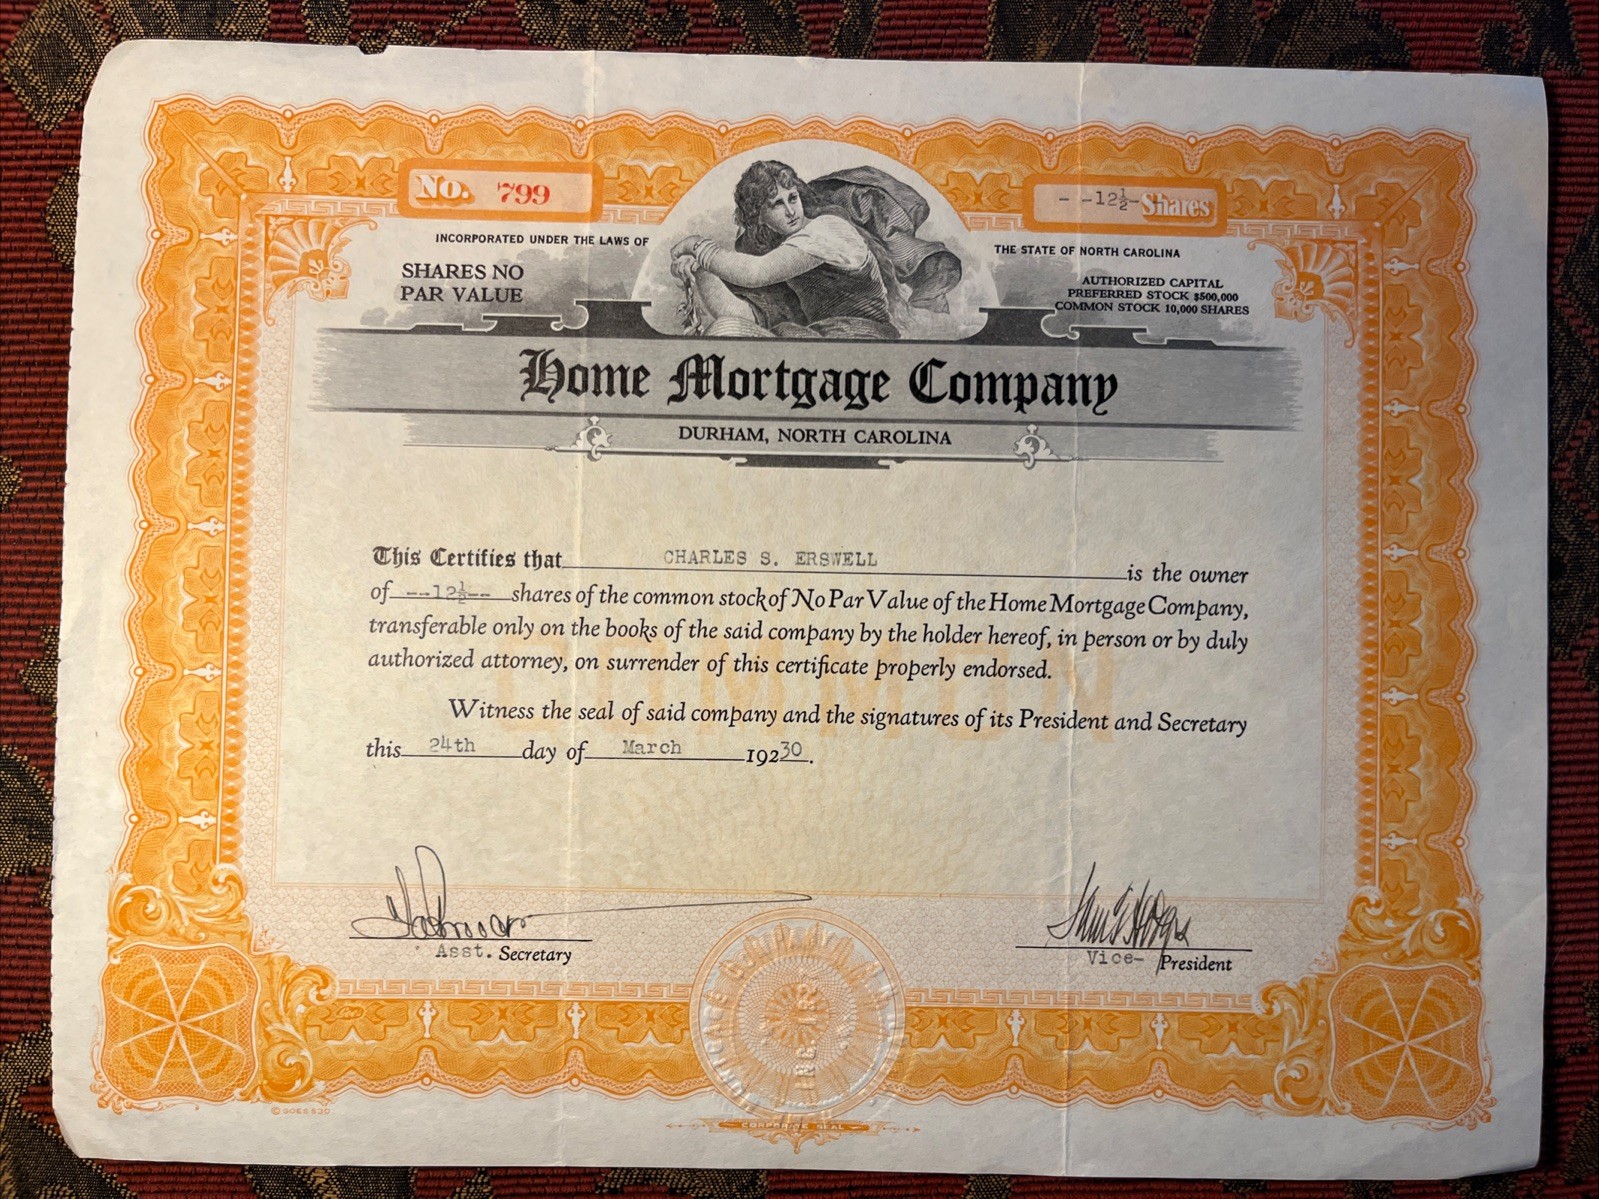 No. 799
--12½- Shares
INCORPORATED UNDER THE LAWS OF
THE STATE OF NORTH CAROLINA
SHARES NO
PAR VALUE
AUTHORIZED CAPITAL
PREFERRED STOCK $500,000
COMMON STOCK 10,000 SHARES
Home Mortgage Company
DURHAM, NORTH CAROLINA
This Certifies that CHARLES S. ERSWELL is the owner
of --12½-- shares of the common stock of No Par Value of the Home Mortgage Company,
transferable only on the books of the said company by the holder hereof, in person or by duly
authorized attorney, on surrender of this certificate properly endorsed.
COMMON
Witness the seal of said company and the signatures of its President and Secretary
this 24th day of March 19230.
Asst. Secretary
Vice- President
CORPORATE SEAL